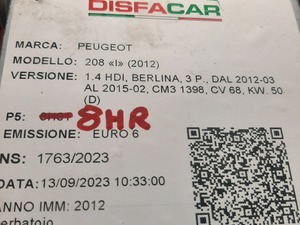 DISFACAR
MARCA: PEUGEOT
MODELLO: 208 «I» (2012)
VERSIONE: 1.4 HDI, BERLINA, 3 P., DAL 2012-03
AL 2015-02, CM3 1398, CV 68, KW. 50
(D)
P5: 8HR
EMISSIONE: EURO 6
NS: 1763/2023
DATA: 13/09/2023 10:33:00
ANNO IMM: 2012
erbatoio